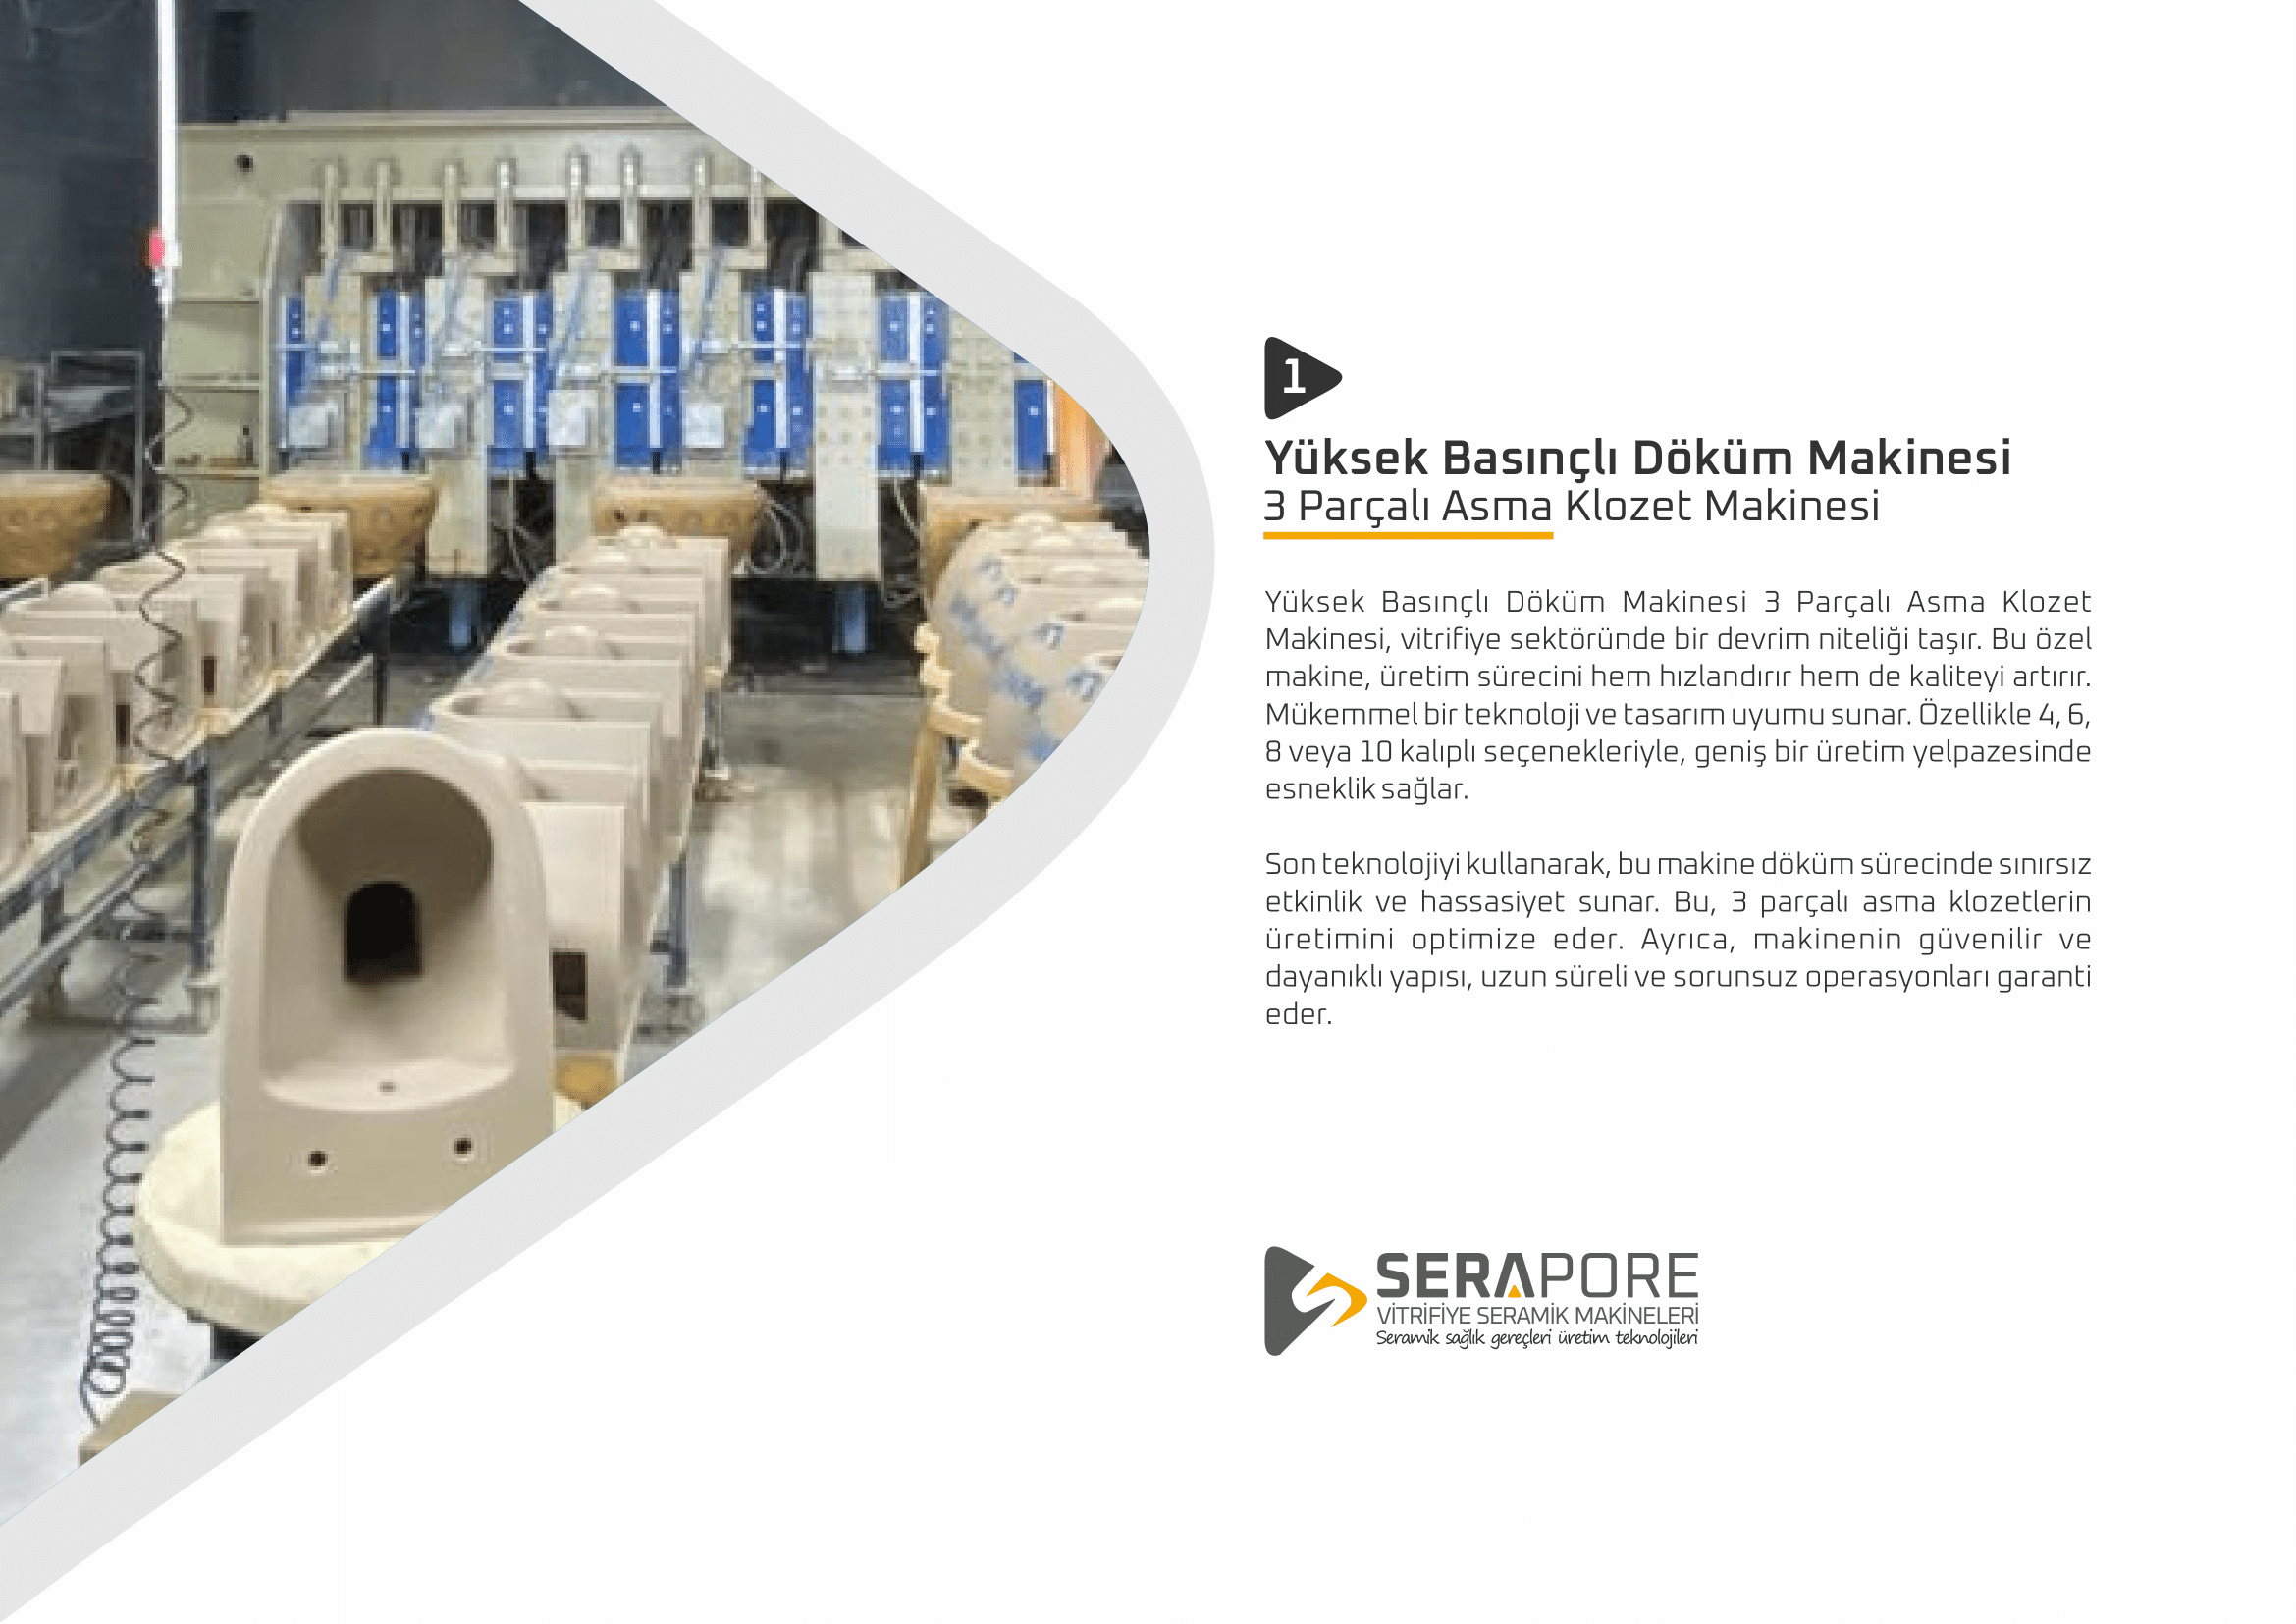 1
Yüksek Basınçlı Döküm Makinesi
3 Parçalı Asma Klozet Makinesi
Yüksek Basınçlı Döküm Makinesi 3 Parçalı Asma Klozet
Makinesi, vitrifiye sektöründe bir devrim niteliği taşır. Bu özel
makine, üretim sürecini hem hızlandırır hem de kaliteyi artırır.
Mükemmel bir teknoloji ve tasarım uyumu sunar. Özellikle 4, 6,
8 veya 10 kalıplı seçenekleriyle, geniş bir üretim yelpazesinde
esneklik sağlar.
Son teknolojiyi kullanarak, bu makine döküm sürecinde sınırsız
etkinlik ve hassasiyet sunar. Bu, 3 parçalı asma klozetlerin
üretimini optimize eder. Ayrıca, makinenin güvenilir ve
dayanıklı yapısı, uzun süreli ve sorunsuz operasyonları garanti
eder.
SERAPORE
VİTRİFİYE SERAMİK MAKİNELERİ
Seramik sağlık gereçleri üretim teknolojileri